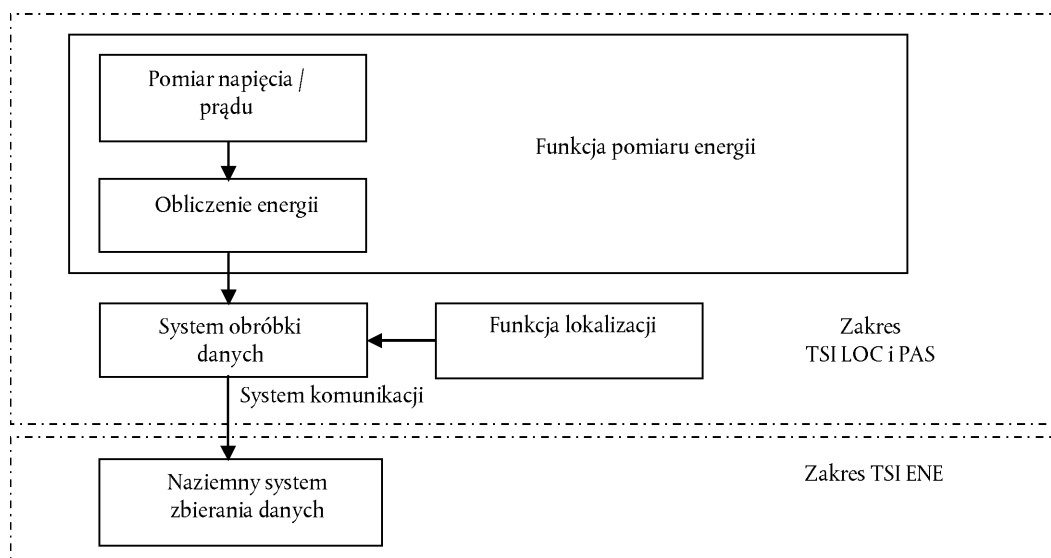 Pomiar napięcia /
prądu
Funkcja pomiaru energii
Obliczenie energii
System obróbki
danych
Funkcja lokalizacji
Zakres
TSI LOC i PAS
System komunikacji
Naziemny system
zbierania danych
Zakres TSI ENE